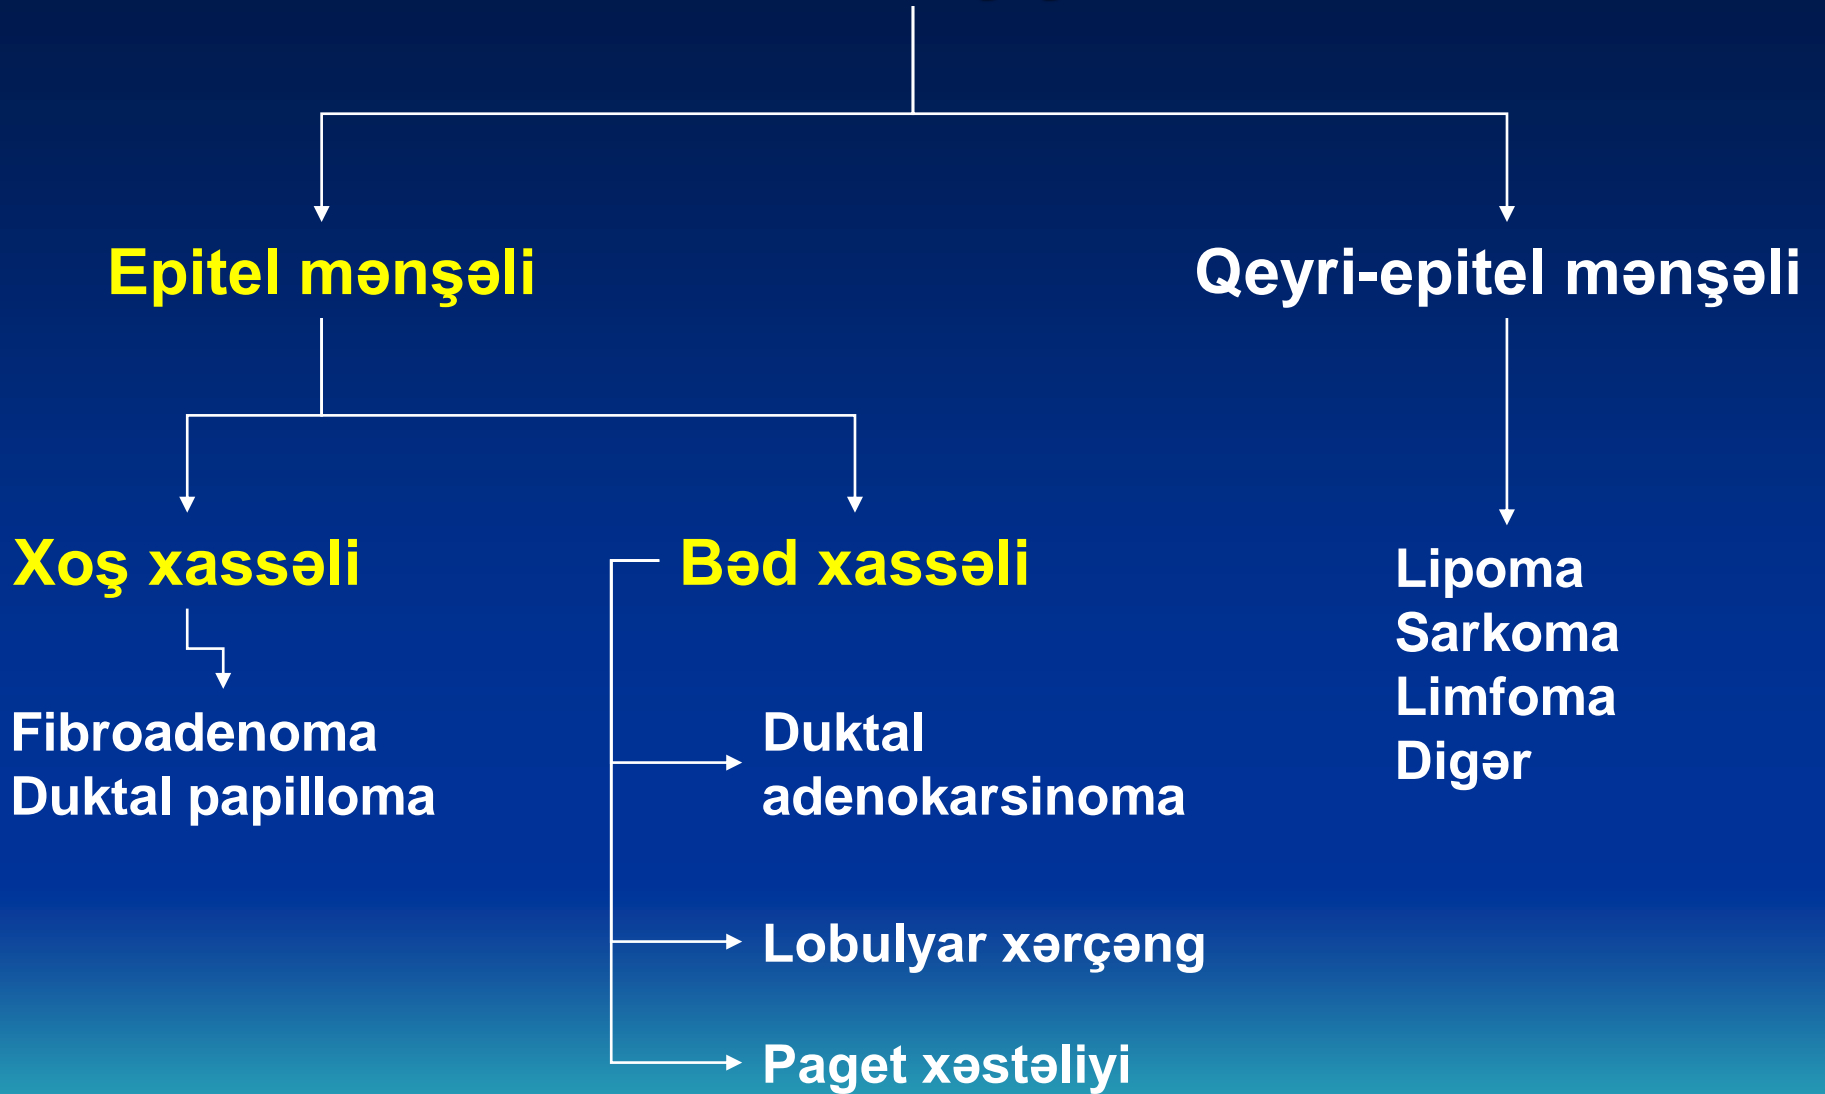 Epitel mənşəli
Qeyri-epitel mənşəli
Xoş xassəli
Bəd xassəli
Lipoma
Sarkoma
Limfoma
Digər
Fibroadenoma
Duktal papilloma
Duktal
adenokarsinoma
Lobulyar xərçəng
Paget xəstəliyi